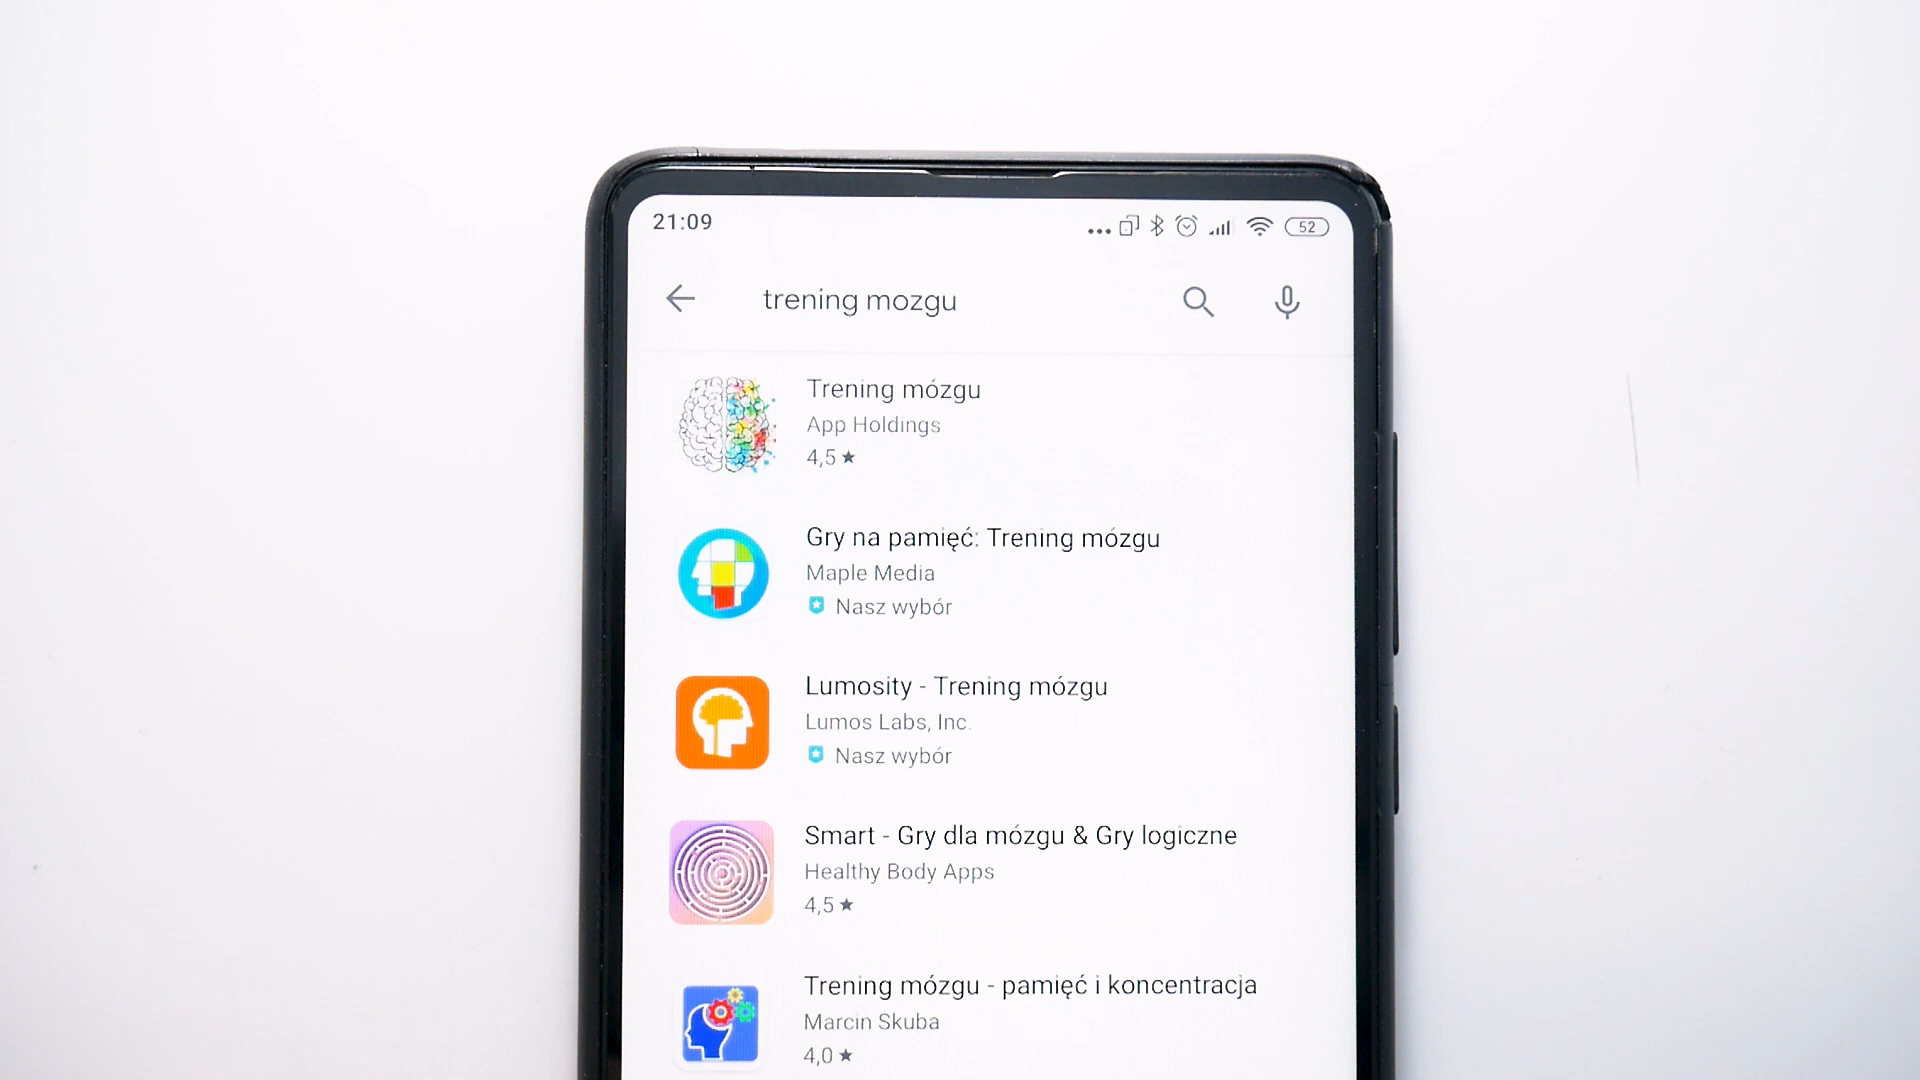 21:09
52
trening mozgu
Trening mózgu
App Holdings
4,5 ★
Gry na pamięć: Trening mózgu
Maple Media
Nasz wybór
Lumosity - Trening mózgu
Lumos Labs, Inc.
Nasz wybór
Smart - Gry dla mózgu & Gry logiczne
Healthy Body Apps
4,5 ★
Trening mózgu - pamięć i koncentracja
Marcin Skuba
4,0 ★